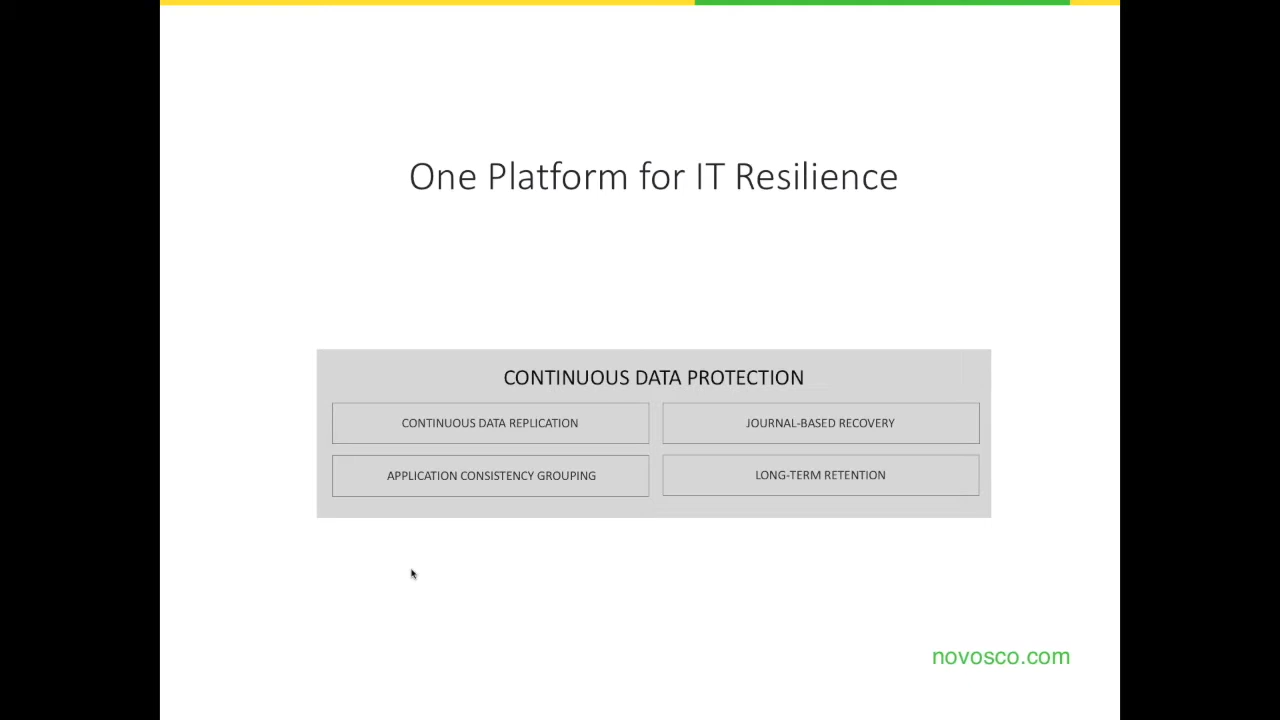 One Platform for IT Resilience
CONTINUOUS DATA PROTECTION
CONTINUOUS DATA REPLICATION
JOURNAL-BASED RECOVERY
APPLICATION CONSISTENCY GROUPING
LONG-TERM RETENTION
novosco.com